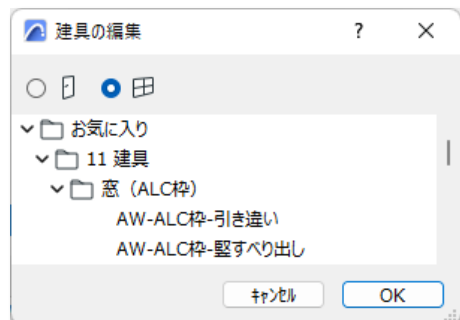 建具の編集 ?
お気に入り
11 建具
窓（ALC枠）
AW-ALC枠-引き違い
AW-ALC枠-竪すべり出し
ｷｬﾝｾﾙ OK